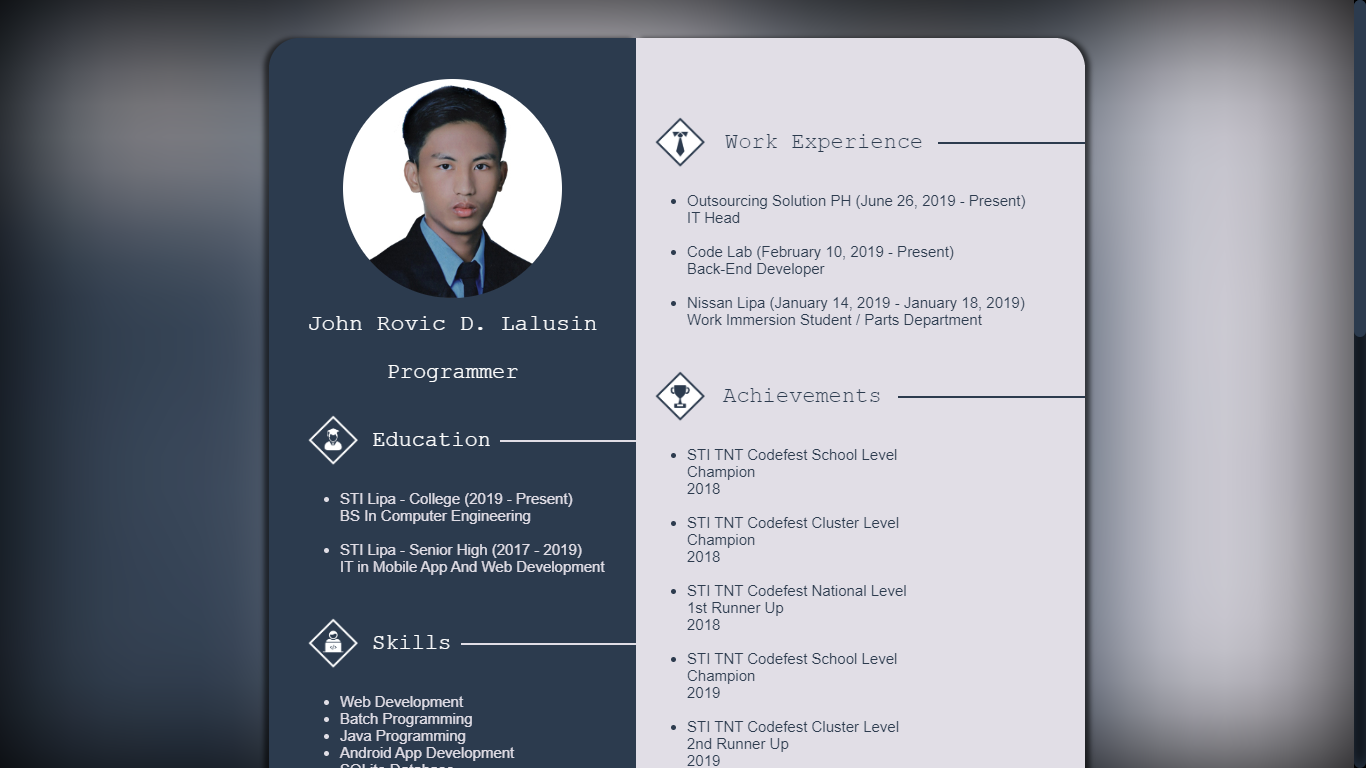 John Rovic D. Lalusin
Programmer
Education
STI Lipa - College (2019 - Present)
BS In Computer Engineering
STI Lipa - Senior High (2017 - 2019)
IT in Mobile App And Web Development
Skills
Web Development
Batch Programming
Java Programming
Android App Development
SQLite Database
Work Experience
Outsourcing Solution PH (June 26, 2019 - Present)
IT Head
Code Lab (February 10, 2019 - Present)
Back-End Developer
Nissan Lipa (January 14, 2019 - January 18, 2019)
Work Immersion Student / Parts Department
Achievements
STI TNT Codefest School Level
Champion
2018
STI TNT Codefest Cluster Level
Champion
2018
STI TNT Codefest National Level
1st Runner Up
2018
STI TNT Codefest School Level
Champion
2019
STI TNT Codefest Cluster Level
2nd Runner Up
2019